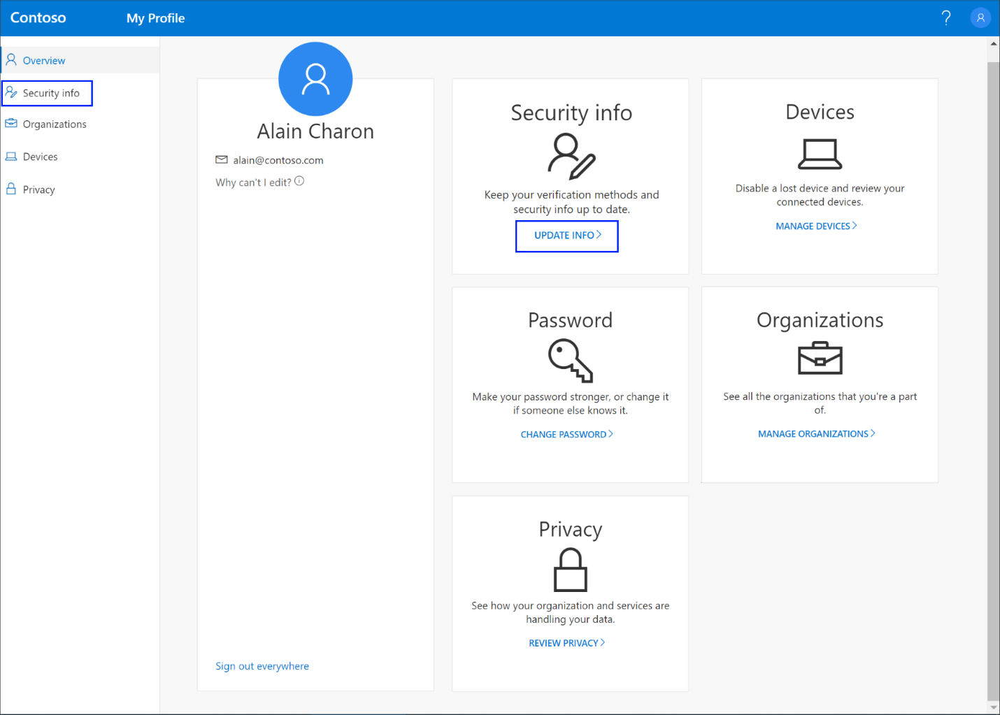 Contoso
My Profile
?
Overview
Security info
Organizations
Devices
Privacy
Alain Charon
alain@contoso.com
Why can't I edit?
Sign out everywhere
Security info
Keep your verification methods and
security info up to date.
UPDATE INFO
Devices
Disable a lost device and review your
connected devices.
MANAGE DEVICES
Password
Make your password stronger, or change it
if someone else knows it.
CHANGE PASSWORD
Organizations
See all the organizations that you're a part
of.
MANAGE ORGANIZATIONS
Privacy
See how your organization and services are
handling your data.
REVIEW PRIVACY